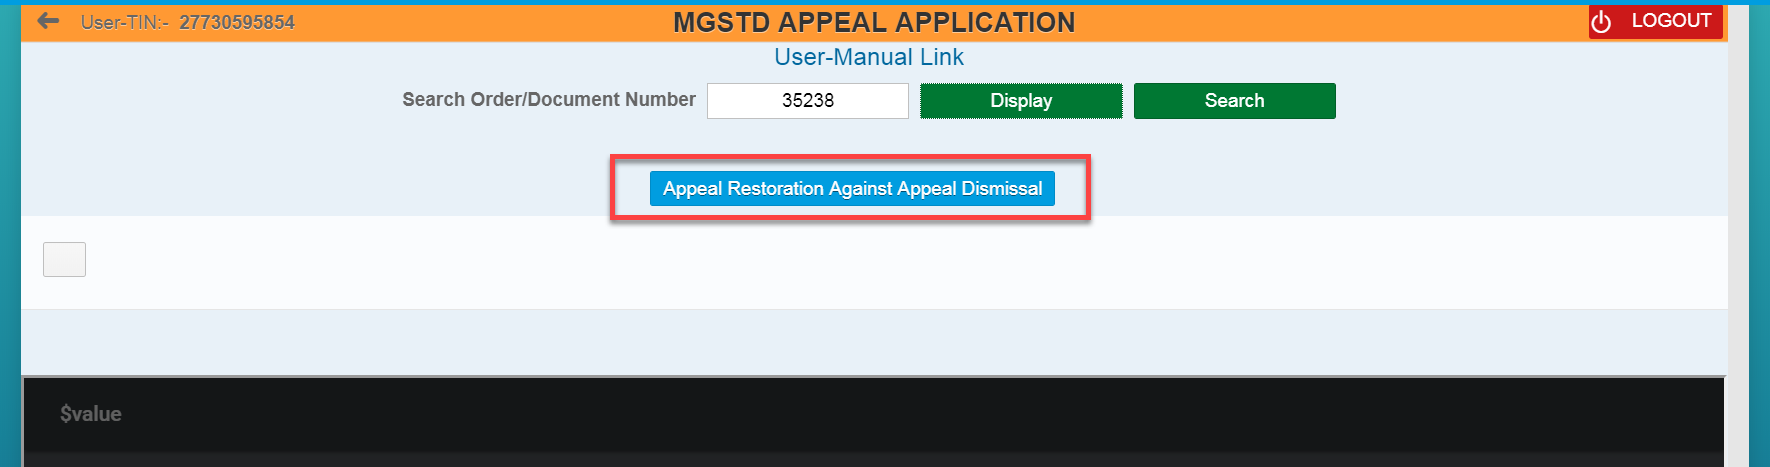 User-TIN:- 27730595854
MGSTD APPEAL APPLICATION
LOGOUT
User-Manual Link
Search Order/Document Number 35238 Display Search
Appeal Restoration Against Appeal Dismissal
$value